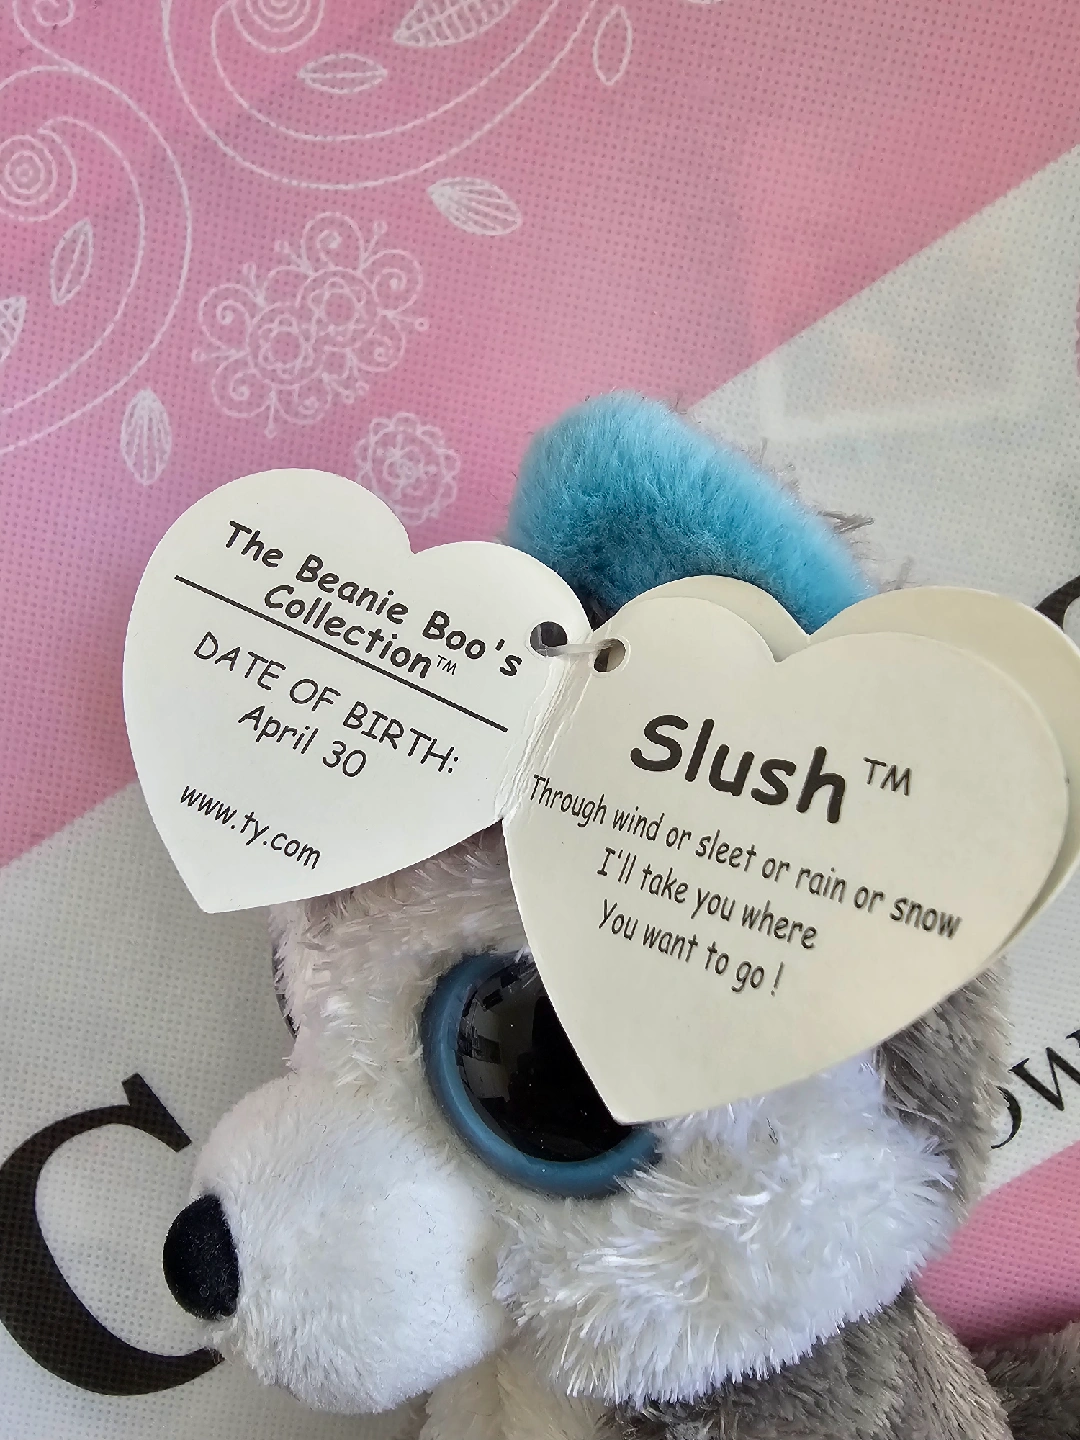 The Beanie Boo's
Collection™
DATE OF BIRTH:
April 30
www.ty.com
Slush™
Through wind or sleet or rain or snow
I'll take you where
You want to go !
C